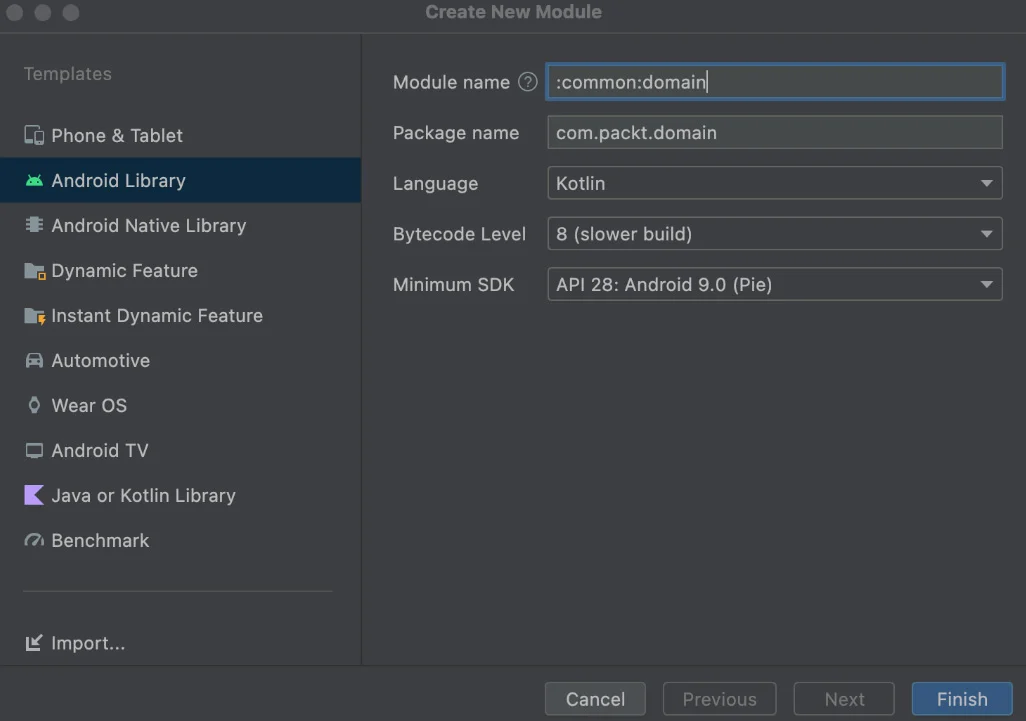 Create New Module
Templates
Phone & Tablet
Android Library
Android Native Library
Dynamic Feature
Instant Dynamic Feature
Automotive
Wear OS
Android TV
Java or Kotlin Library
Benchmark
Import...
Module name ? :common:domain
Package name com.packt.domain
Language Kotlin
Bytecode Level 8 (slower build)
Minimum SDK API 28: Android 9.0 (Pie)
Cancel Previous Next Finish